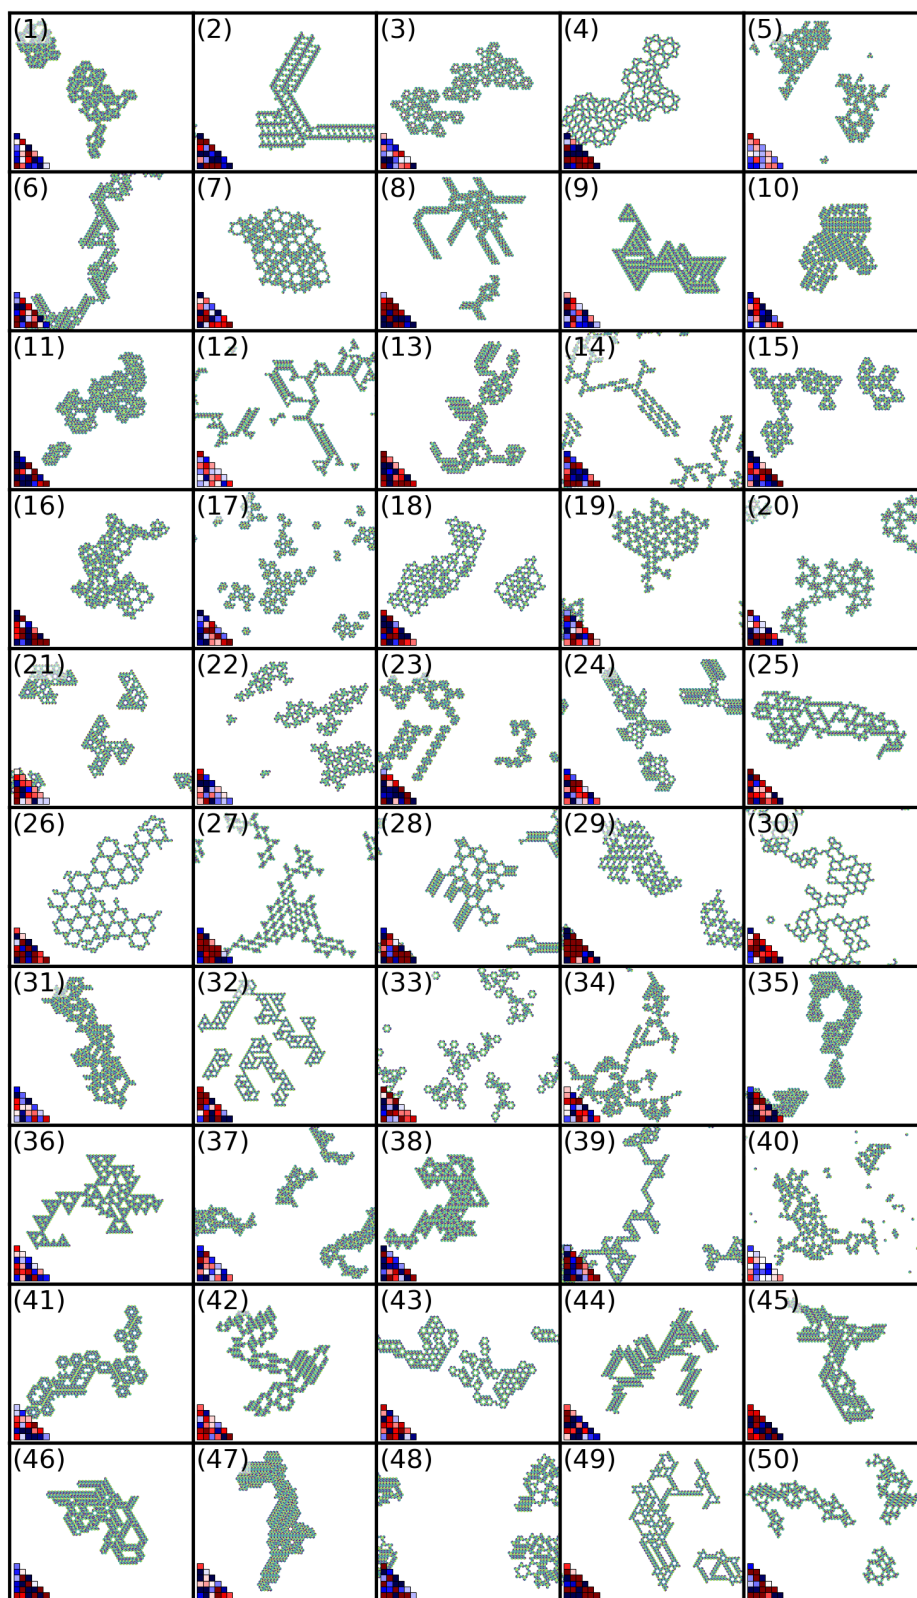 (1) (2) (3) (4) (5)
(6) (7) (8) (9) (10)
(11) (12) (13) (14) (15)
(16) (17) (18) (19) (20)
(21) (22) (23) (24) (25)
(26) (27) (28) (29) (30)
(31) (32) (33) (34) (35)
(36) (37) (38) (39) (40)
(41) (42) (43) (44) (45)
(46) (47) (48) (49) (50)